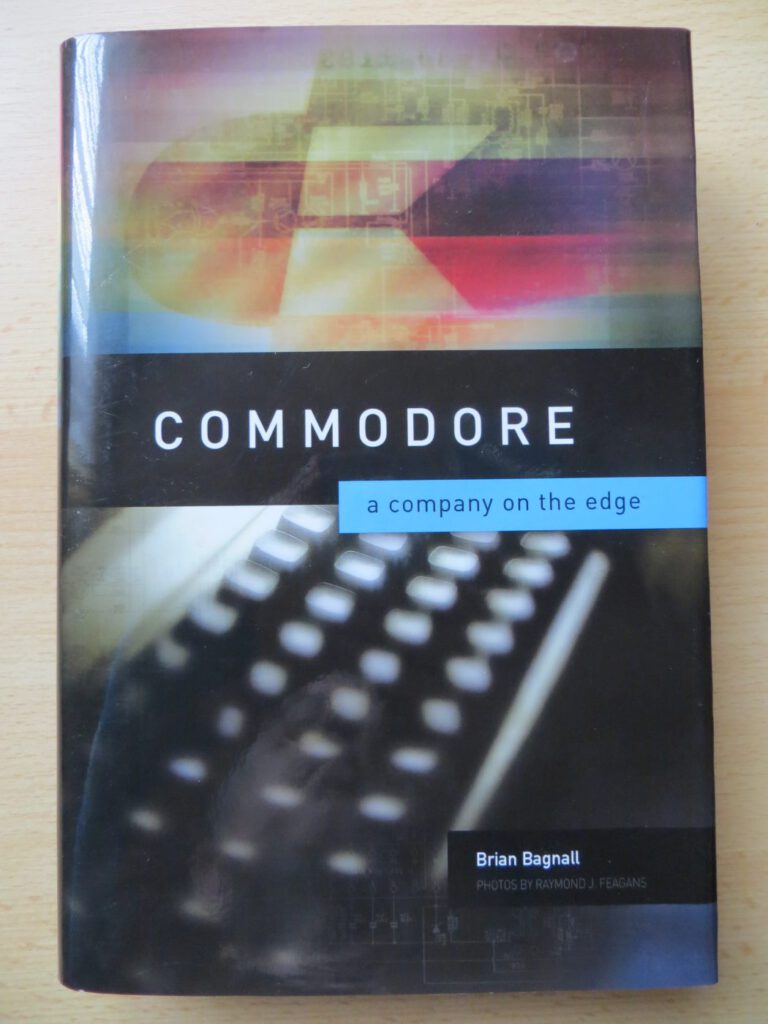 COMMODORE
a company on the edge
Brian Bagnall
PHOTOS BY RAYMOND J. FEAGANS